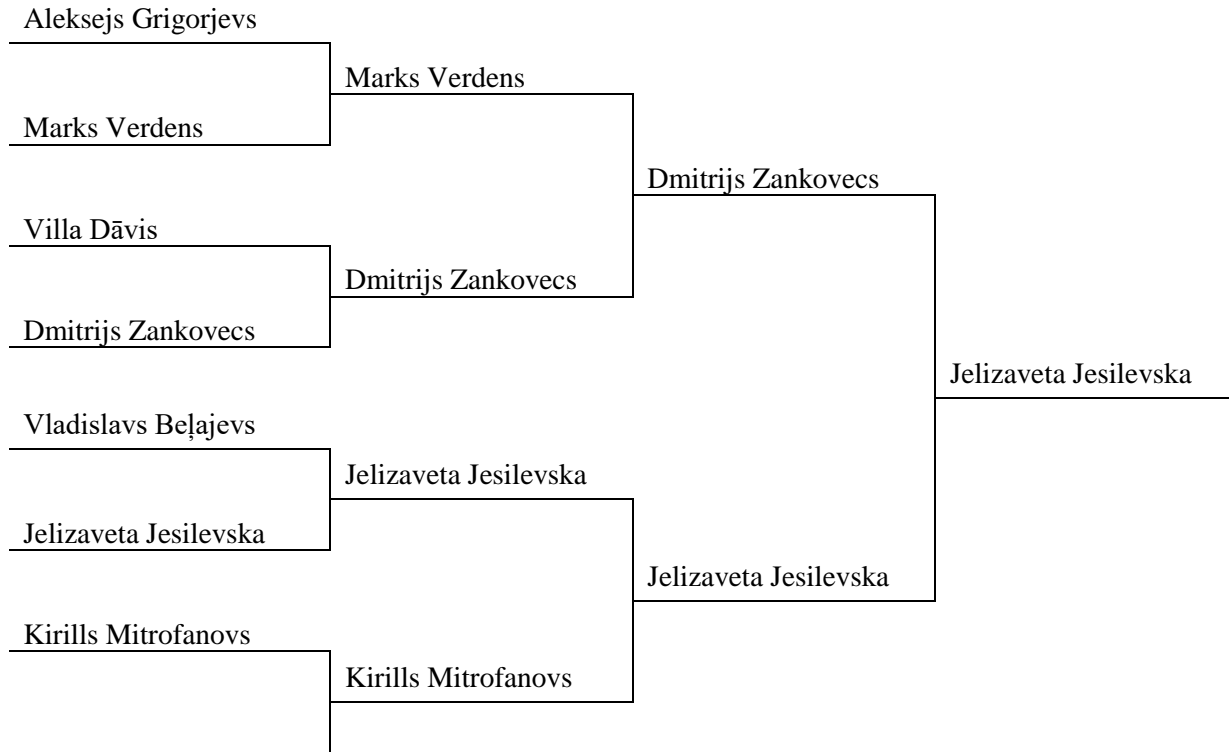 Aleksejs Grigorjevs
Marks Verdens
Marks Verdens
Dmitrijs Zankovecs
Villa Dāvis
Dmitrijs Zankovecs
Dmitrijs Zankovecs
Jelizaveta Jesilevska
Vladislavs Beļajevs
Jelizaveta Jesilevska
Jelizaveta Jesilevska
Jelizaveta Jesilevska
Kirills Mitrofanovs
Kirills Mitrofanovs